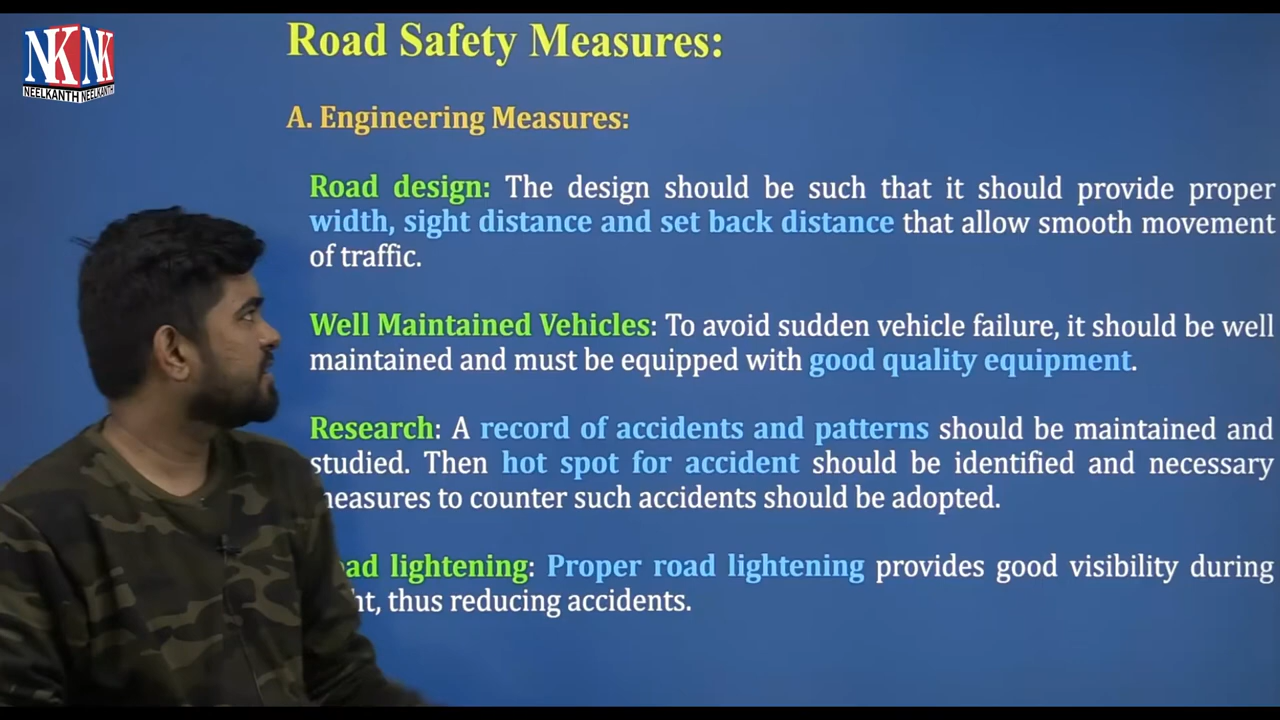 NK NK
NEELKANTH NEELKANTH
Road Safety Measures:
A. Engineering Measures:
Road design: The design should be such that it should provide proper
width, sight distance and set back distance that allow smooth movement
of traffic.
Well Maintained Vehicles: To avoid sudden vehicle failure, it should be well
maintained and must be equipped with good quality equipment.
Research: A record of accidents and patterns should be maintained and
studied. Then hot spot for accident should be identified and necessary
measures to counter such accidents should be adopted.
lightening: Proper road lightening provides good visibility during
thus reducing accidents.